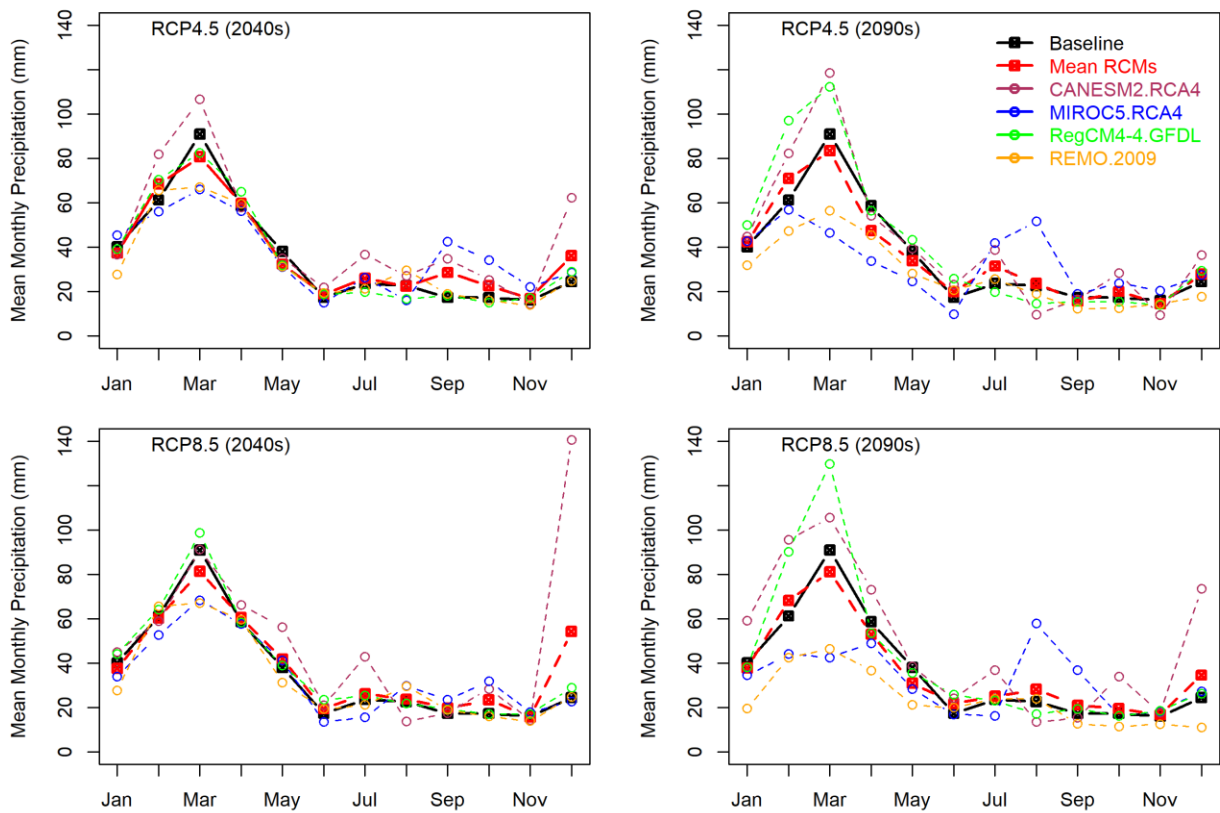 RCP4.5 (2040s)
Mean Monthly Precipitation (mm)
0 20 40 60 80 100 140
Jan Mar May Jul Sep Nov
RCP4.5 (2090s)
Baseline
Mean RCMs
CANESM2.RCA4
MIROC5.RCA4
RegCM4-4.GFDL
REMO.2009
Mean Monthly Precipitation (mm)
0 20 40 60 80 100 140
Jan Mar May Jul Sep Nov
RCP8.5 (2040s)
Mean Monthly Precipitation (mm)
0 20 40 60 80 100 140
Jan Mar May Jul Sep Nov
RCP8.5 (2090s)
Mean Monthly Precipitation (mm)
0 20 40 60 80 100 140
Jan Mar May Jul Sep Nov